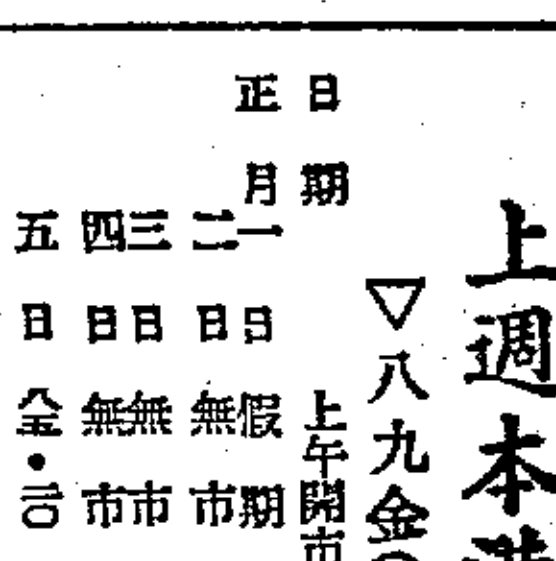 上週本
▽八九金
日期 上午開市
正月一日 假期
二日 無市
三日 無市
四日 無市
五日